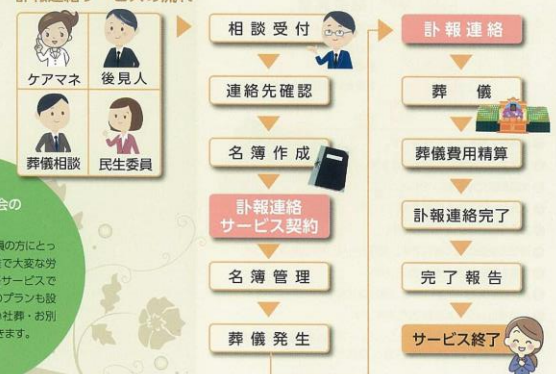 ケアマネ
後見人
葬儀相談
民生委員
会の
員の方にとっ
で大変な労
サービスで
のプランも設
社葬・お別
きます。
相談受付
連絡先確認
名簿作成
訃報連絡
サービス契約
名簿管理
葬儀発生
訃報連絡
葬儀
葬儀費用精算
訃報連絡完了
完了報告
サービス終了